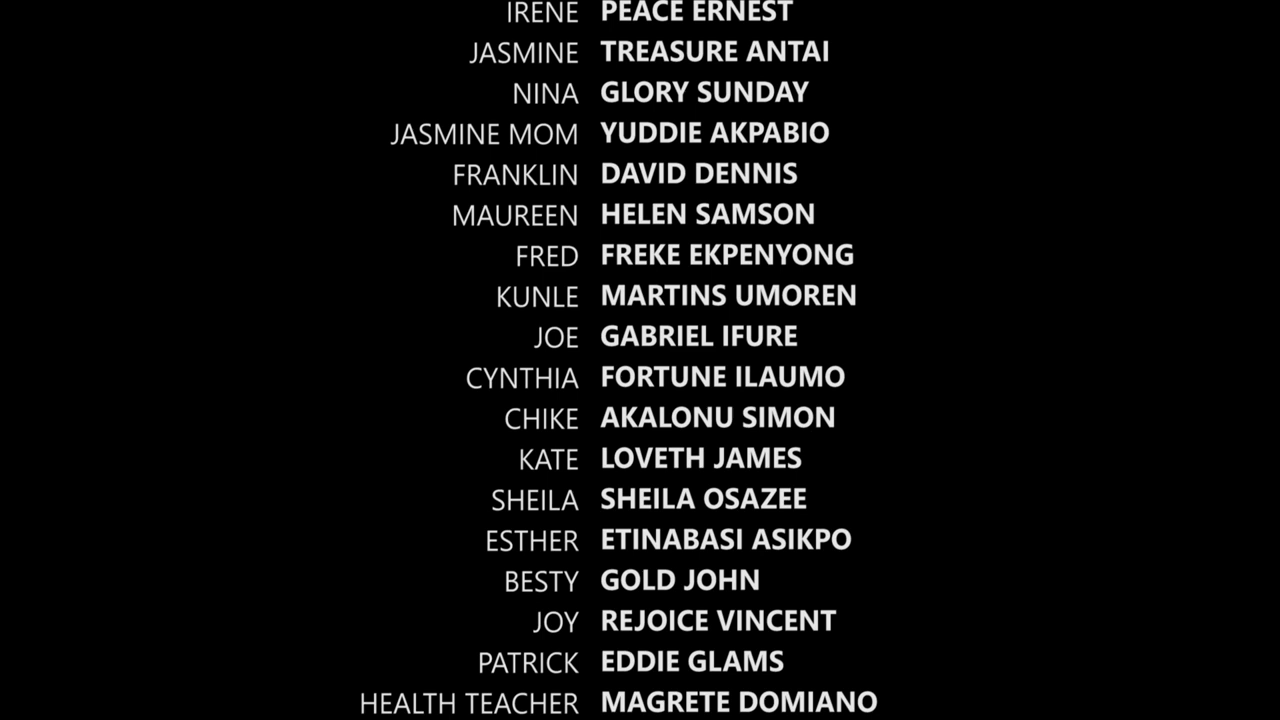 IRENE PEACE ERNEST
JASMINE TREASURE ANTAI
NINA GLORY SUNDAY
JASMINE MOM YUDDIE AKPABIO
FRANKLIN DAVID DENNIS
MAUREEN HELEN SAMSON
FRED FREKE EKPENYONG
KUNLE MARTINS UMOREN
JOE GABRIEL IFURE
CYNTHIA FORTUNE ILAUMO
CHIKE AKALONU SIMON
KATE LOVETH JAMES
SHEILA SHEILA OSAZEE
ESTHER ETINABASI ASIKPO
BESTY GOLD JOHN
JOY REJOICE VINCENT
PATRICK EDDIE GLAMS
HEALTH TEACHER MAGRETE DOMIANO